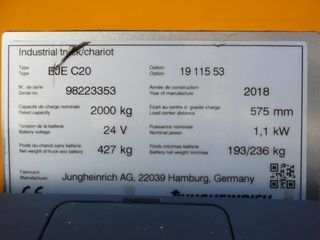 Industrial truck/chariot
Type EJE C20 Option 19 115 53
Type Option
N° de série Année de construction
Serial-no. 98223353 Year of manufacture 2018
Capacité de charge nominale Ecart au centre d. gravité charge
Rated capacity 2000 kg Load center distance 575 mm
Tension de la batterie Puissance nominale
Battery voltage 24 V Nominal power 1,1 kW
Poids du chariot sans batterie Poids min/max batterie
Net weight of truck w/o battery 427 kg Battery weight min/max 193/236 kg
Fabricant
Manufacturer Jungheinrich AG, 22039 Hamburg, Germany
CE JUNGHEINRICH